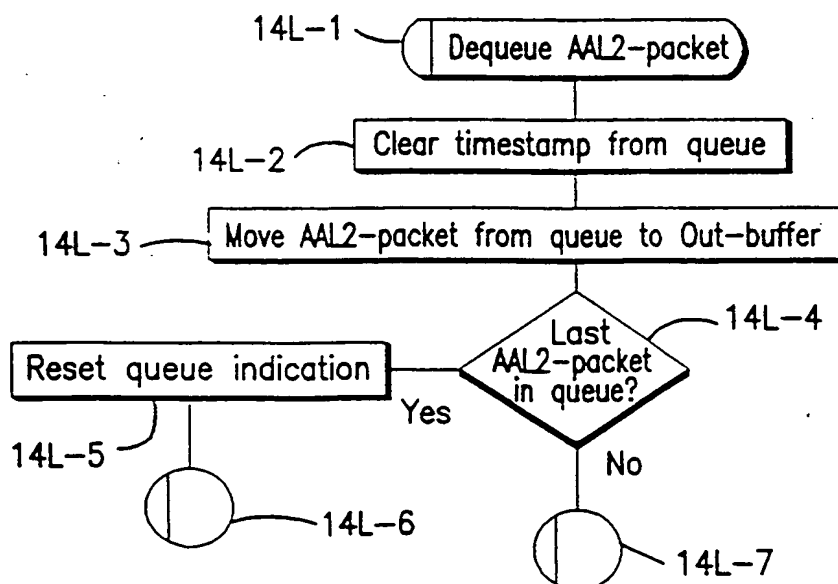 14L-1
Dequeue AAL2-packet
Clear timestamp from queue
14L-2
Move AAL2-packet from queue to Out-buffer
14L-3
Last
AAL2-packet
in queue?
14L-4
Reset queue indication
Yes
14L-5
No
14L-6
14L-7